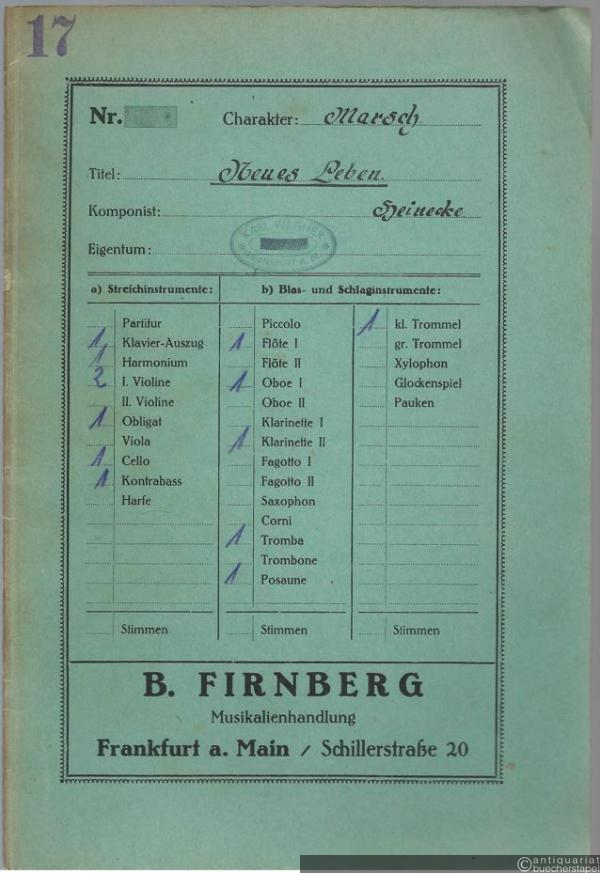 17
Nr. Charakter: Marsch
Titel: Neues Leben.
Komponist: Heinecke
Eigentum:
KARL WAGNER
FRANKFURT A. M.
a) Streichinstrumente:
Partitur
1 Klavier-Auszug
1 Harmonium
2 I. Violine
II. Violine
1 Obligat
Viola
1 Cello
1 Kontrabass
Harfe
Stimmen
b) Blas- und Schlaginstrumente:
Piccolo
1 Flöte I
Flöte II
1 Oboe I
Oboe II
Klarinette I
1 Klarinette II
Fagotto I
Fagotto II
Saxophon
Corni
1 Tromba
Trombone
1 Posaune
Stimmen
1 kl. Trommel
gr. Trommel
Xylophon
Glockenspiel
Pauken
Stimmen
B. FIRNBERG
Musikalienhandlung
Frankfurt a. Main / Schillerstraße 20
antiquariat
buecherstapel